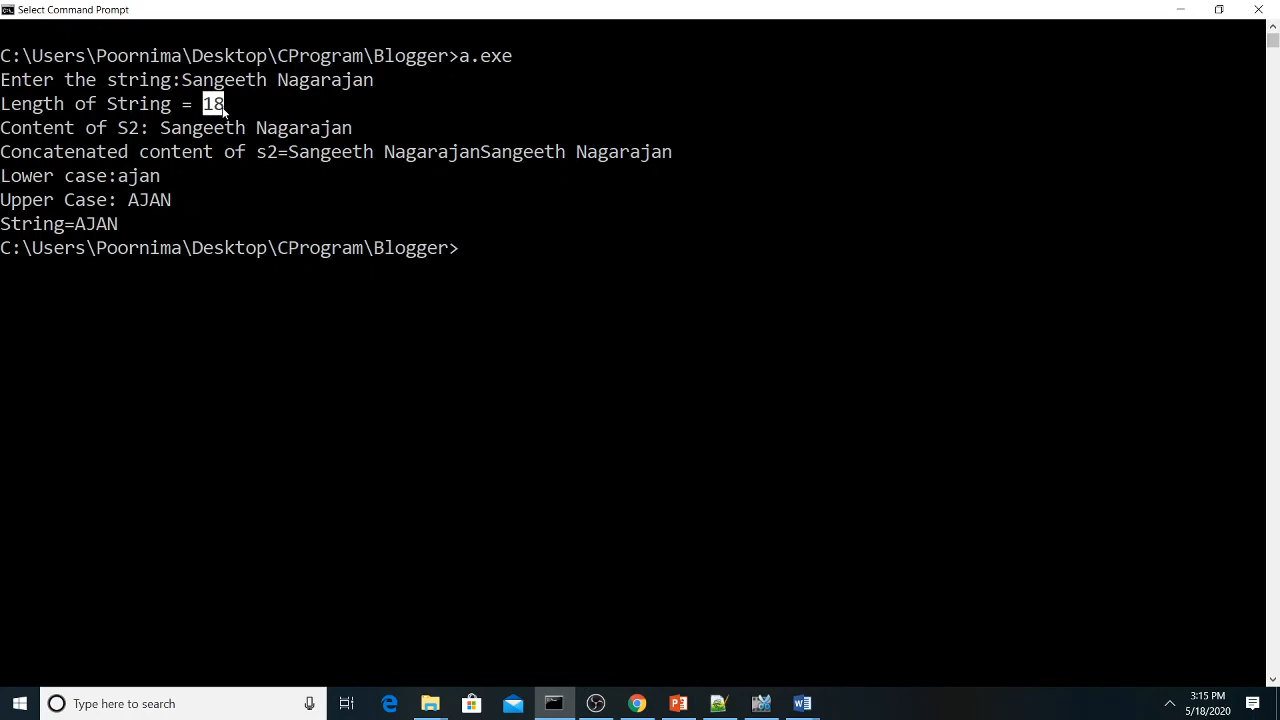 Select Command Prompt
C:\Users\Poornima\Desktop\CProgram\Blogger>a.exe
Enter the string:Sangeeth Nagarajan
Length of String = 18
Content of S2: Sangeeth Nagarajan
Concatenated content of s2=Sangeeth NagarajanSangeeth Nagarajan
Lower case:ajan
Upper Case: AJAN
String=AJAN
C:\Users\Poornima\Desktop\CProgram\Blogger>
Type here to search
3:15 PM
5/18/2020